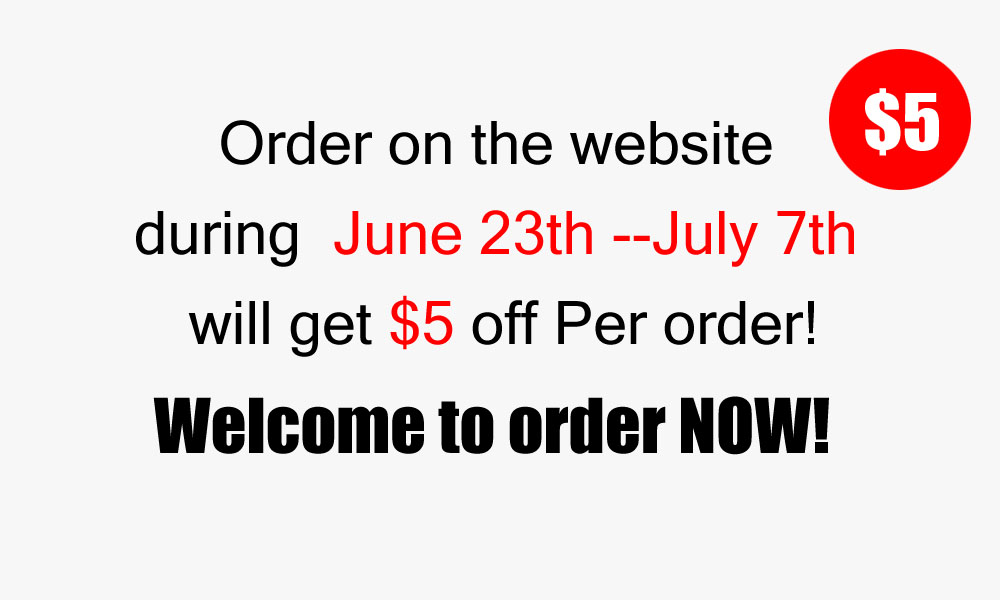 $5
Order on the website
during June 23th --July 7th
will get $5 off Per order!
Welcome to order NOW!